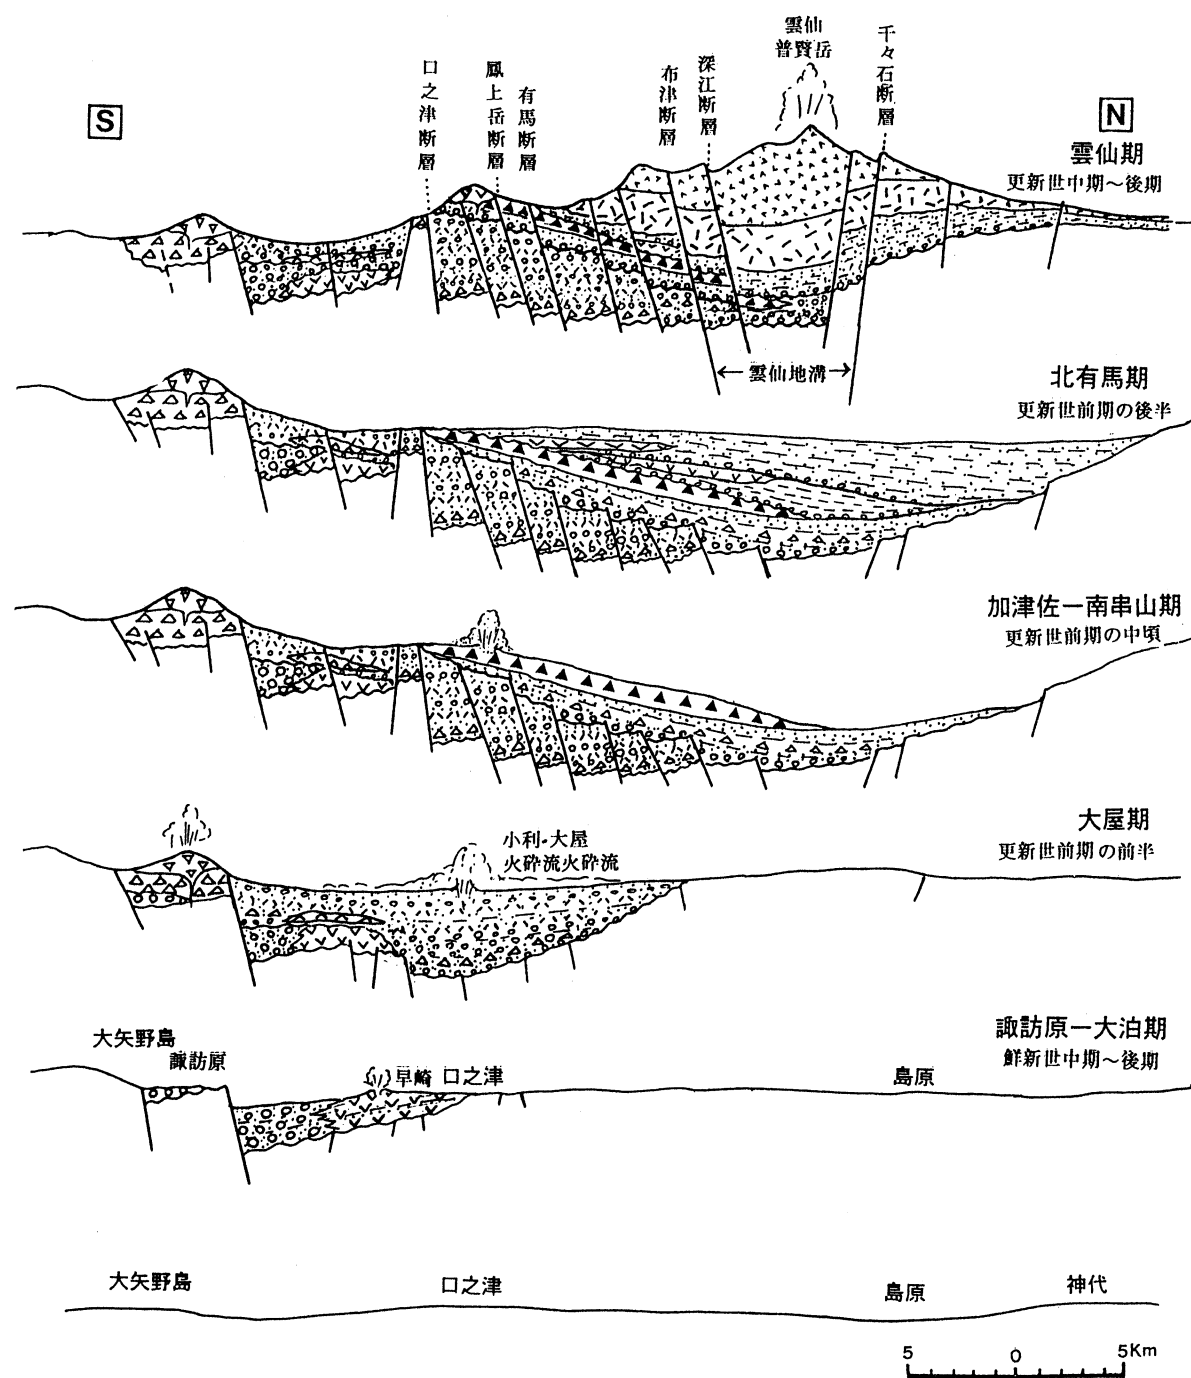 S
N
口之津断層
鳳上岳断層
有馬断層
布津断層
深江断層
雲仙
普賢岳
千々石断層
雲仙期
更新世中期～後期
雲仙地溝
北有馬期
更新世前期の後半
加津佐ー南串山期
更新世前期の中頃
大屋期
更新世前期の前半
小利・大屋
火砕流火砕流
諏訪原ー大泊期
鮮新世中期～後期
大矢野島
諏訪原
早崎
口之津
島原
大矢野島
口之津
島原
神代
5 0 5Km